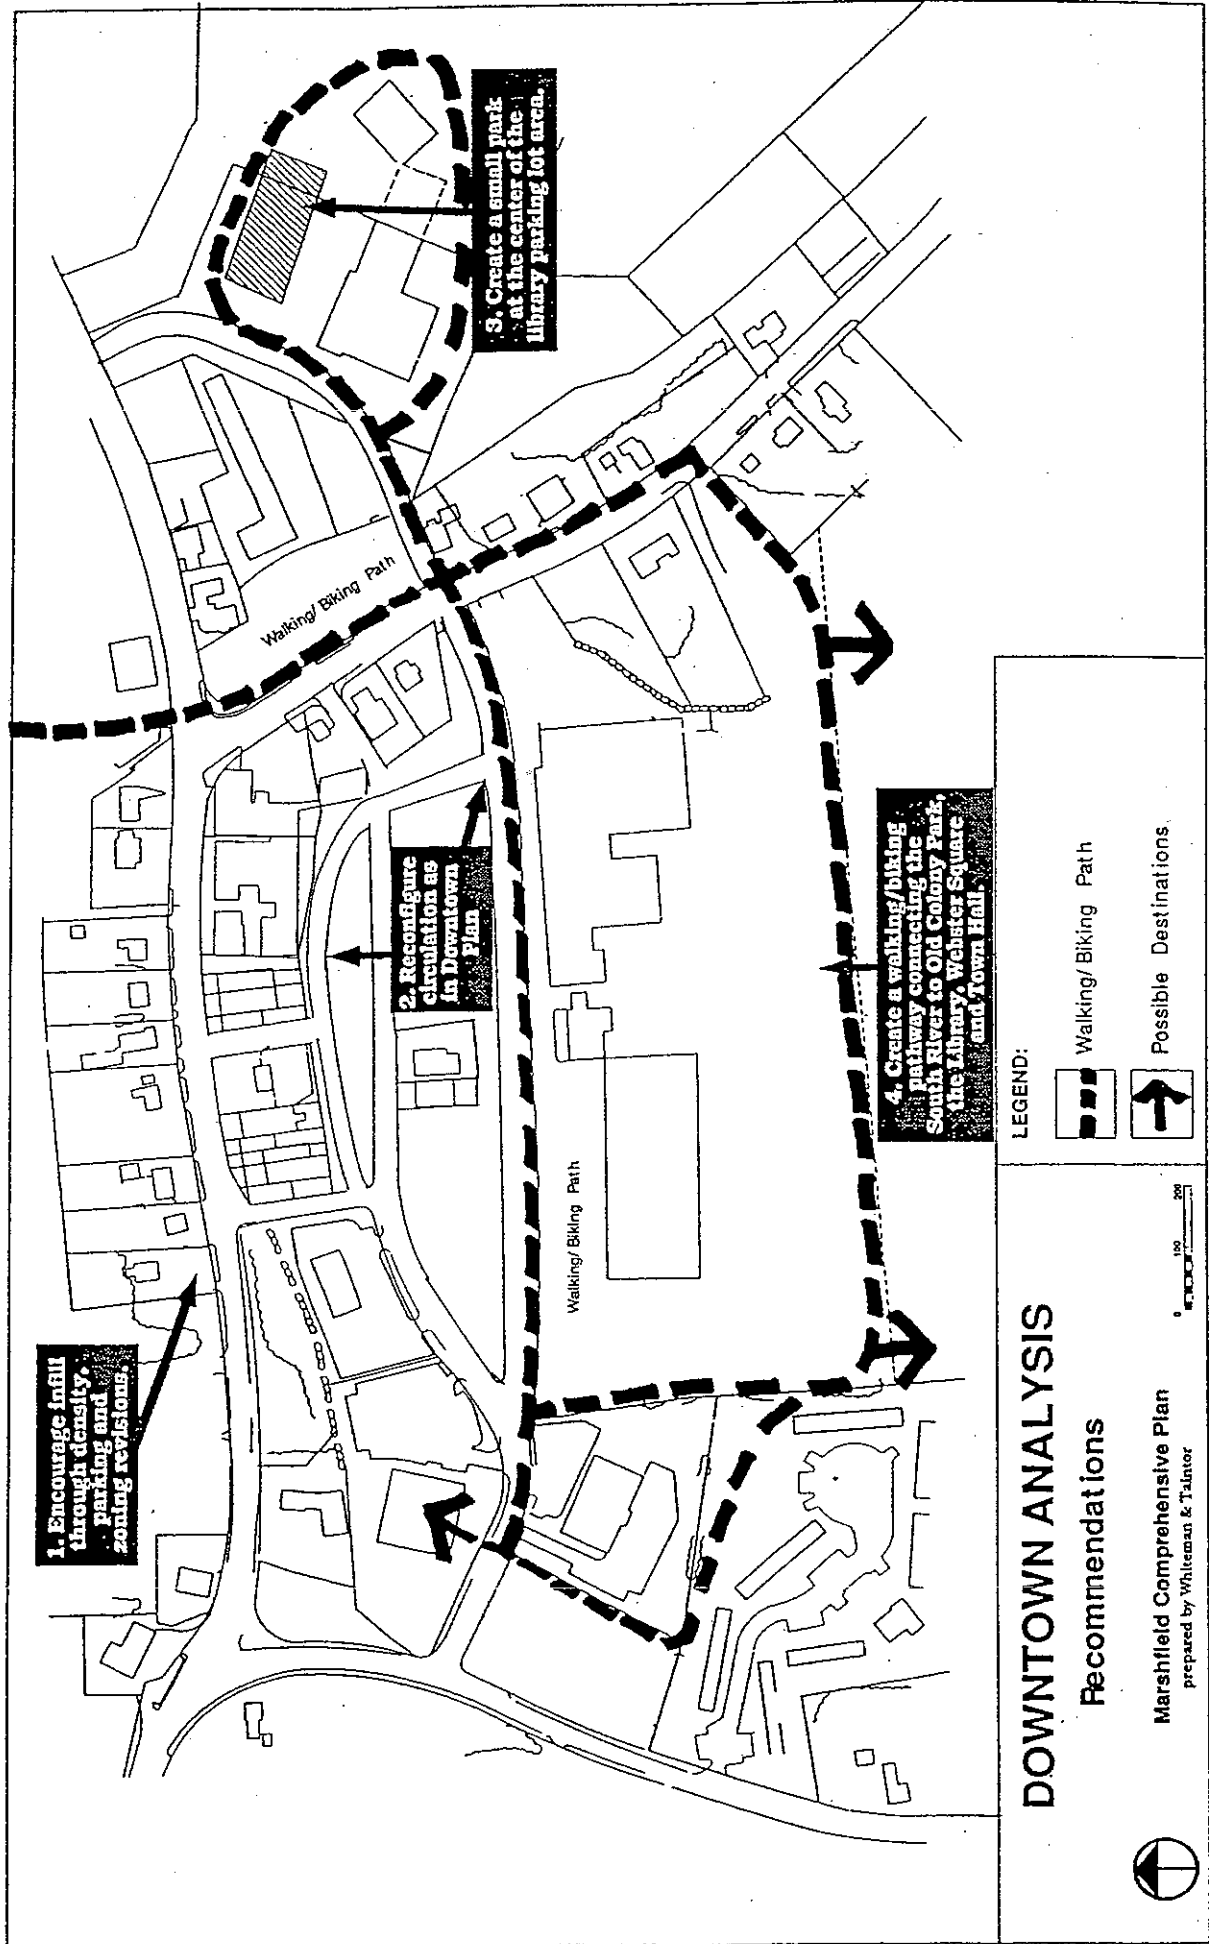 1. Encourage infill
through density,
parking and
zoning revisions.
2. Reconfigure
circulation as
in Downtown
Plan
3. Create a small park
at the center of the
library parking lot area.
Walking/ Biking Path
Walking/ Biking Path
4. Create a walking/biking
pathway connecting the
South River to Old Colony Park,
the Library, Webster Square
and Town Hall.
DOWNTOWN ANALYSIS
Recommendations
Marshfield Comprehensive Plan
prepared by Whiteman & Taintor
0 100 200
LEGEND:
Walking/ Biking Path
Possible Destinations